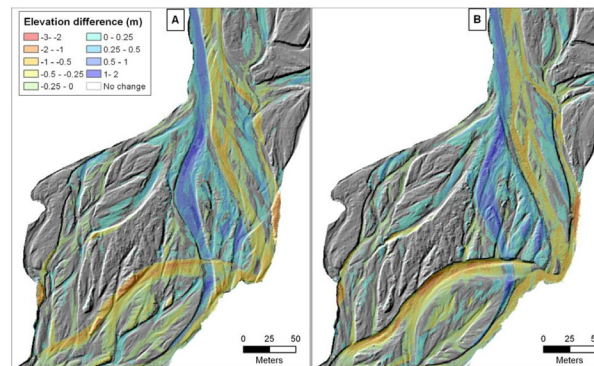 Elevation difference (m)
-3- -2
0 - 0.25
-2 - -1
0.25 - 0.5
-1 - -0.5
0.5 - 1
-0.5 - -0.25
1- 2
-0.25 - 0
No change
A
B
0 25 50
Meters
0 25 50
Meters